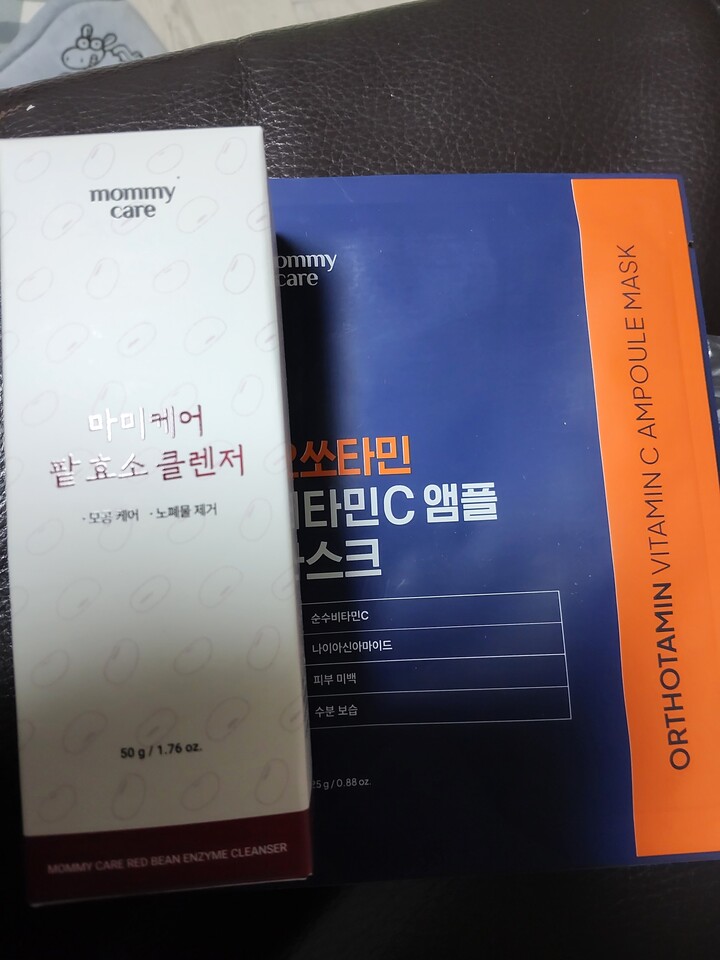 mommy
care
마미케어
팥 효소 클렌저
·모공 케어 ·노폐물 제거
50 g / 1.76 oz.
MOMMY CARE RED BEAN ENZYME CLEANSER
ommy
care
쏘타민
타민C 앰플
스크
순수비타민C
나이아신아마이드
피부 미백
수분 보습
25 g / 0.88 oz.
ORTHOTAMIN VITAMIN C AMPOULE MASK